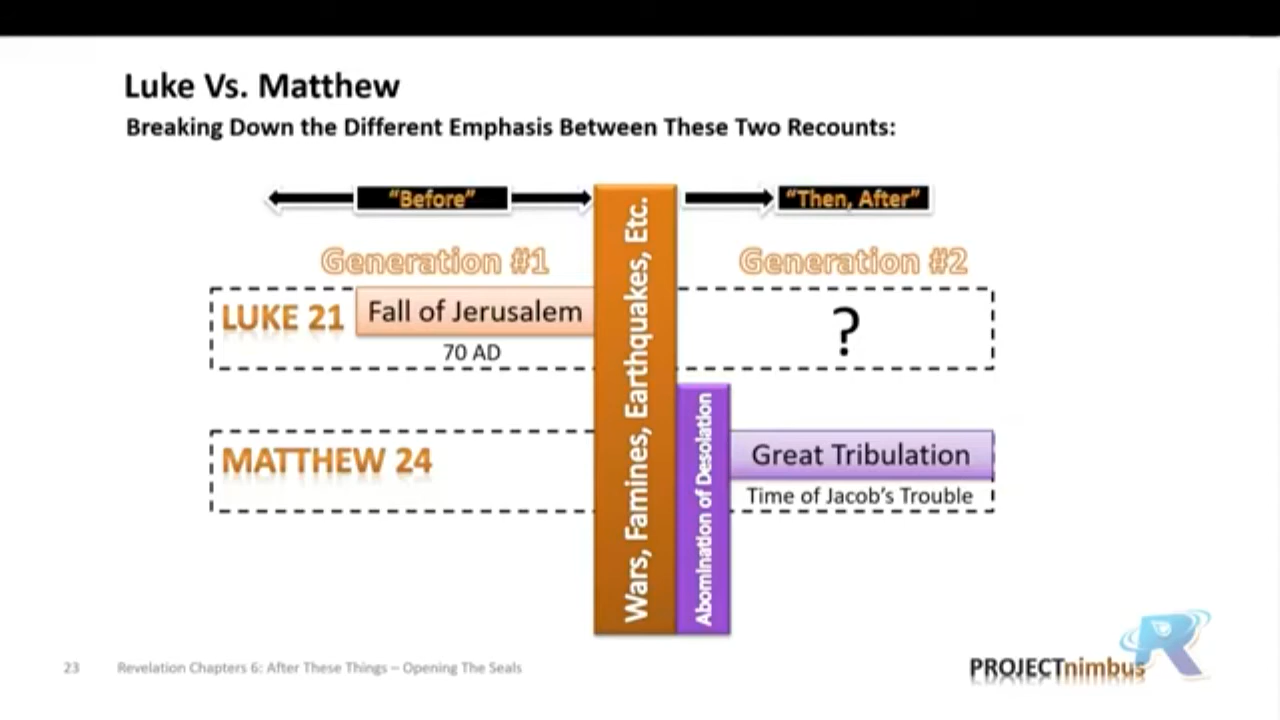 Luke Vs. Matthew
Breaking Down the Different Emphasis Between These Two Recounts:
“Before”
“Then, After”
Generation #1
Generation #2
LUKE 21
Fall of Jerusalem
70 AD
?
Wars, Famines, Earthquakes, Etc.
Abomination of Desolation
MATTHEW 24
Great Tribulation
Time of Jacob’s Trouble
23
Revelation Chapters 6: After These Things – Opening The Seals
PROJECTnimbus